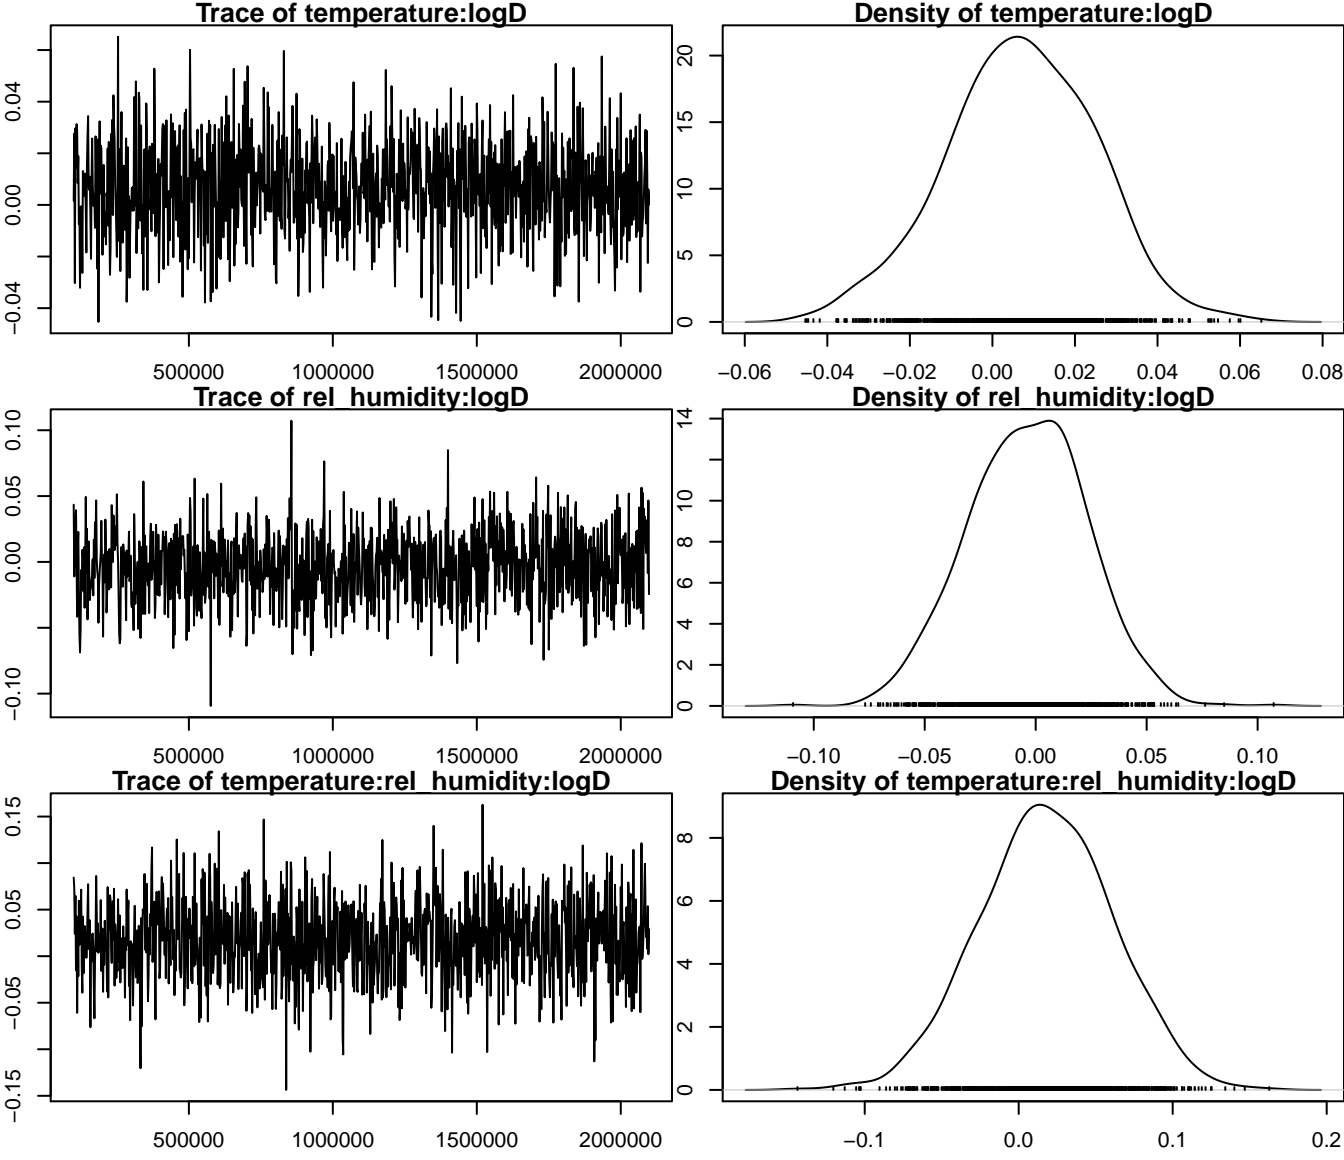 Trace of temperature:logD
Density of temperature:logD
0.04
0.00
−0.04
500000 1000000 1500000 2000000
20
15
10
5
0
−0.06 −0.04 −0.02 0.00 0.02 0.04 0.06 0.08
Trace of rel_humidity:logD
Density of rel_humidity:logD
0.10
0.05
0.00
−0.10
500000 1000000 1500000 2000000
14
10
8
6
4
2
0
−0.10 −0.05 0.00 0.05 0.10
Trace of temperature:rel_humidity:logD
Density of temperature:rel_humidity:logD
0.15
0.05
−0.05
−0.15
500000 1000000 1500000 2000000
8
6
4
2
0
−0.1 0.0 0.1 0.2